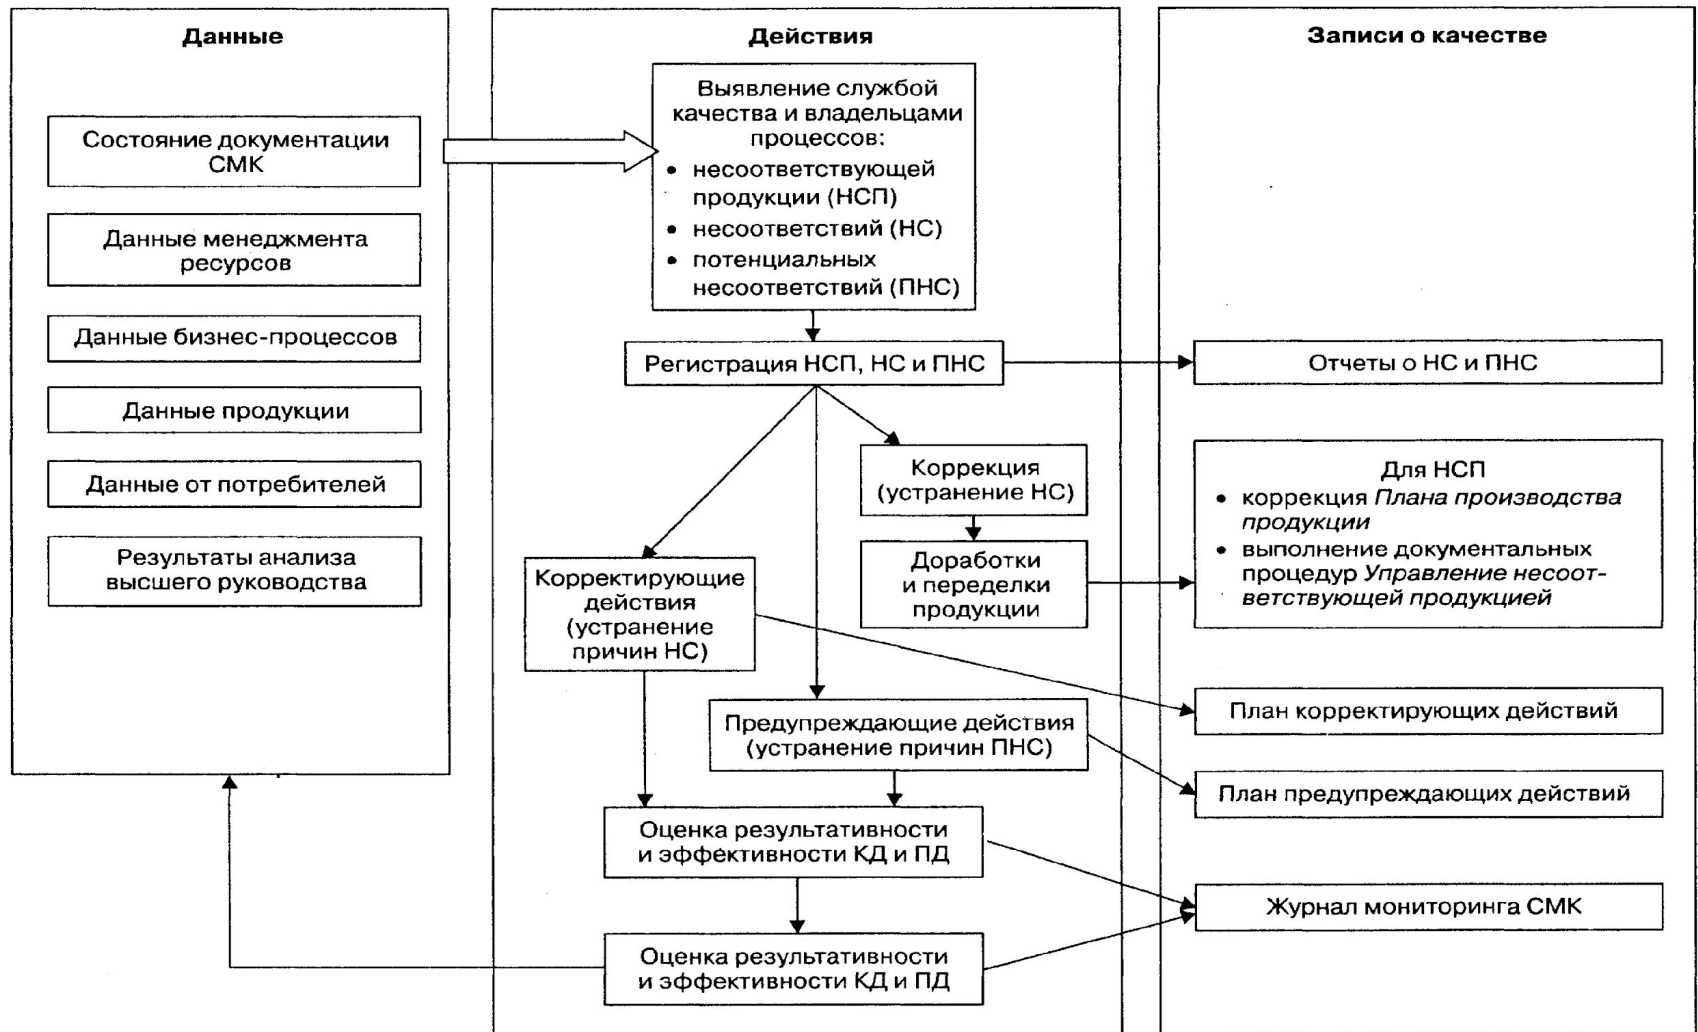 Данные
Состояние документации
СМК
Данные менеджмента
ресурсов
Данные бизнес-процессов
Данные продукции
Данные от потребителей
Результаты анализа
высшего руководства
Действия
Выявление службой
качества и владельцами
процессов:
• несоответствующей
продукции (НСП)
• несоответствий (НС)
• потенциальных
несоответствий (ПНС)
Регистрация НСП, НС и ПНС
Коррекция
(устранение НС)
Доработки
и переделки
продукции
Корректирующие
действия
(устранение
причин НС)
Предупреждающие действия
(устранение причин ПНС)
Оценка результативности
и эффективности КД и ПД
Оценка результативности
и эффективности КД и ПД
Записи о качестве
Отчеты о НС и ПНС
Для НСП
• коррекция Плана производства
продукции
• выполнение документальных
процедур Управление несоот-
ветствующей продукцией
План корректирующих действий
План предупреждающих действий
Журнал мониторинга СМК